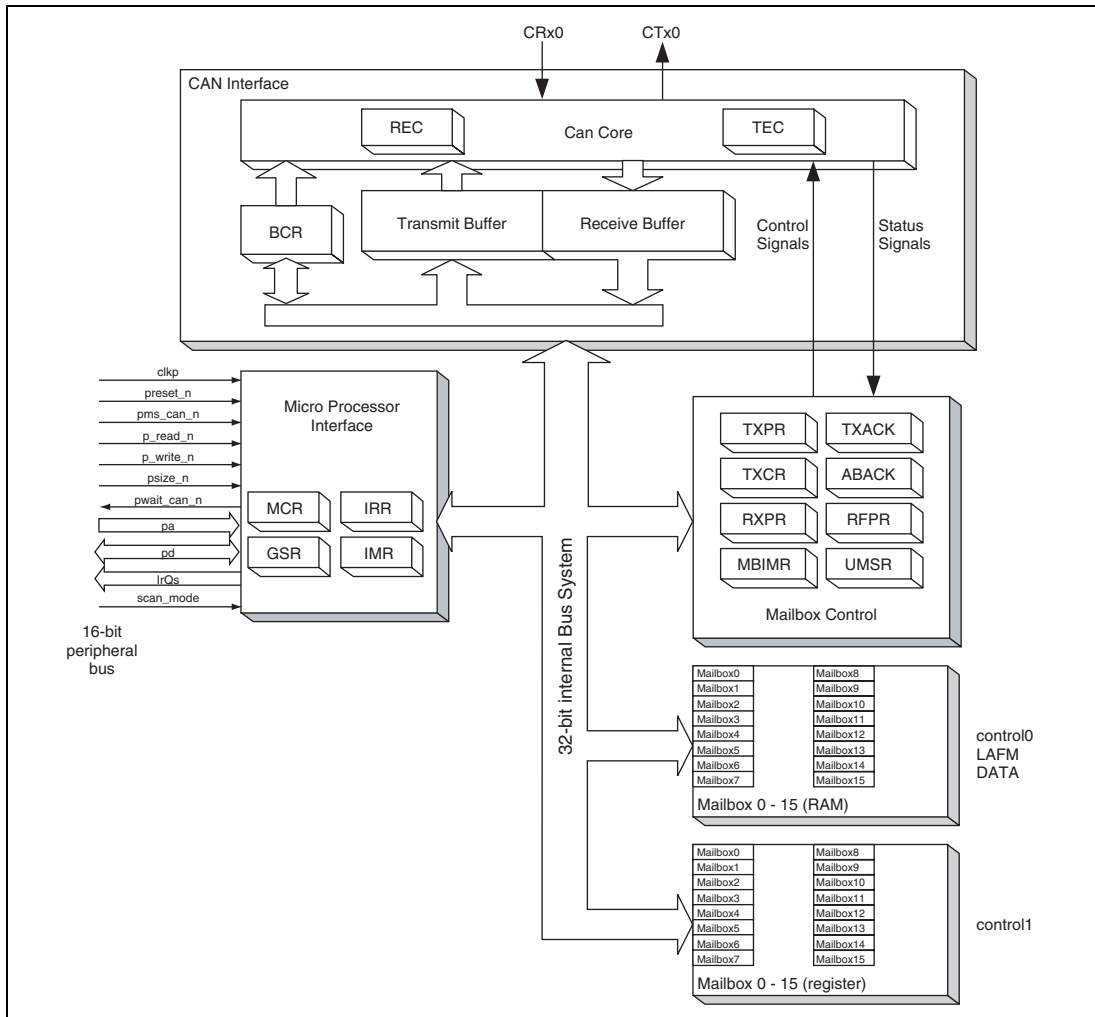 CRx0
CTx0
CAN Interface
REC
Can Core
TEC
BCR
Transmit Buffer
Receive Buffer
Control
Signals
Status
Signals
clkp
preset_n
pms_can_n
p_read_n
p_write_n
psize_n
pwait_can_n
pa
pd
IrQs
scan_mode
16-bit
peripheral
bus
Micro Processor
Interface
MCR
IRR
GSR
IMR
32-bit internal Bus System
TXPR
TXACK
TXCR
ABACK
RXPR
RFPR
MBIMR
UMSR
Mailbox Control
Mailbox0
Mailbox1
Mailbox2
Mailbox3
Mailbox4
Mailbox5
Mailbox6
Mailbox7
Mailbox8
Mailbox9
Mailbox10
Mailbox11
Mailbox12
Mailbox13
Mailbox14
Mailbox15
Mailbox 0 - 15 (RAM)
control0
LAFM
DATA
Mailbox0
Mailbox1
Mailbox2
Mailbox3
Mailbox4
Mailbox5
Mailbox6
Mailbox7
Mailbox8
Mailbox9
Mailbox10
Mailbox11
Mailbox12
Mailbox13
Mailbox14
Mailbox15
Mailbox 0 - 15 (register)
control1